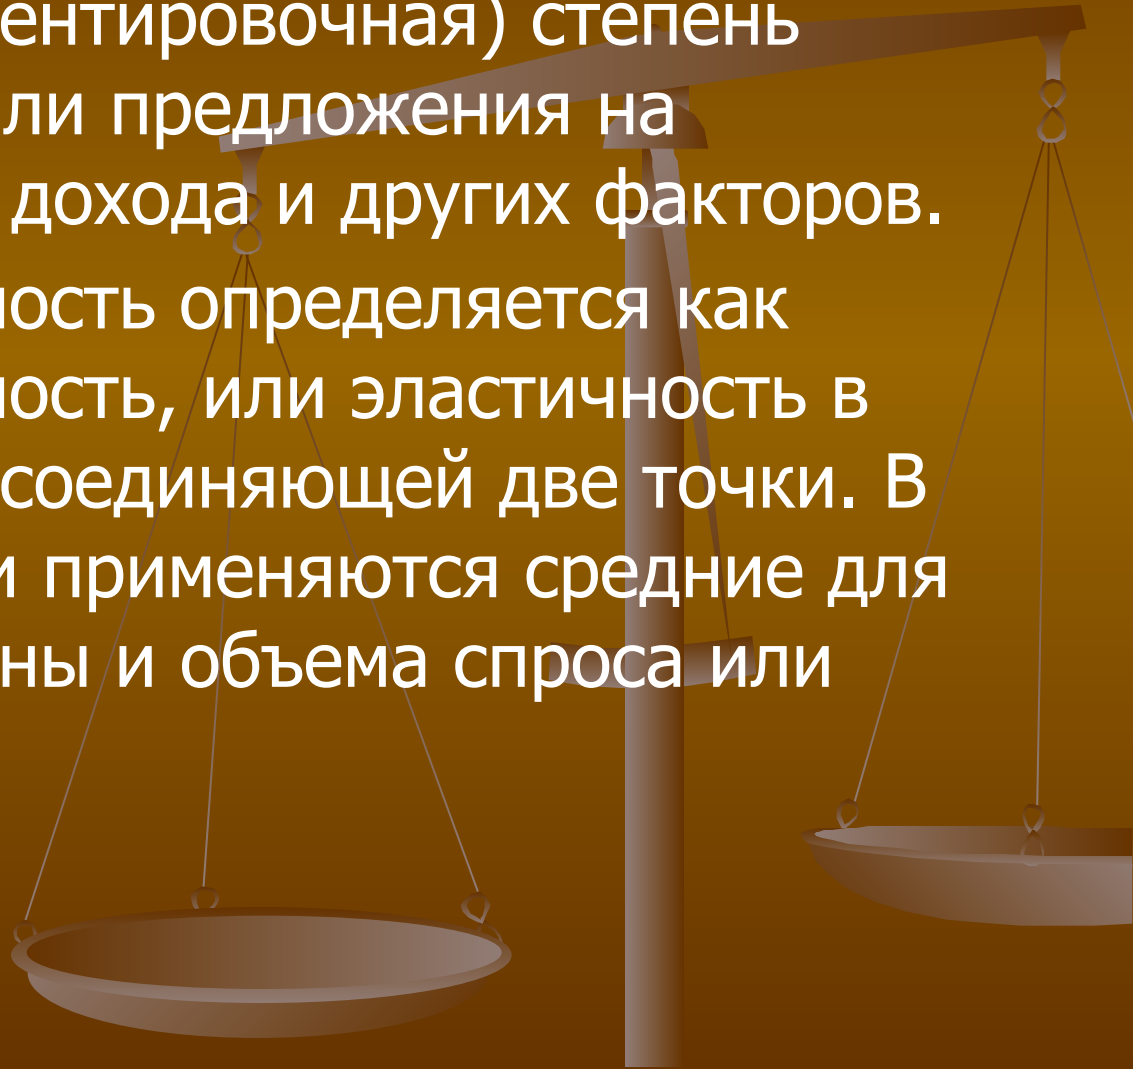 ентировочная) степень
ли предложения на
дохода и других факторов.
ность определяется как
ность, или эластичность в
соединяющей две точки. В
и применяются средние для
ны и объема спроса или